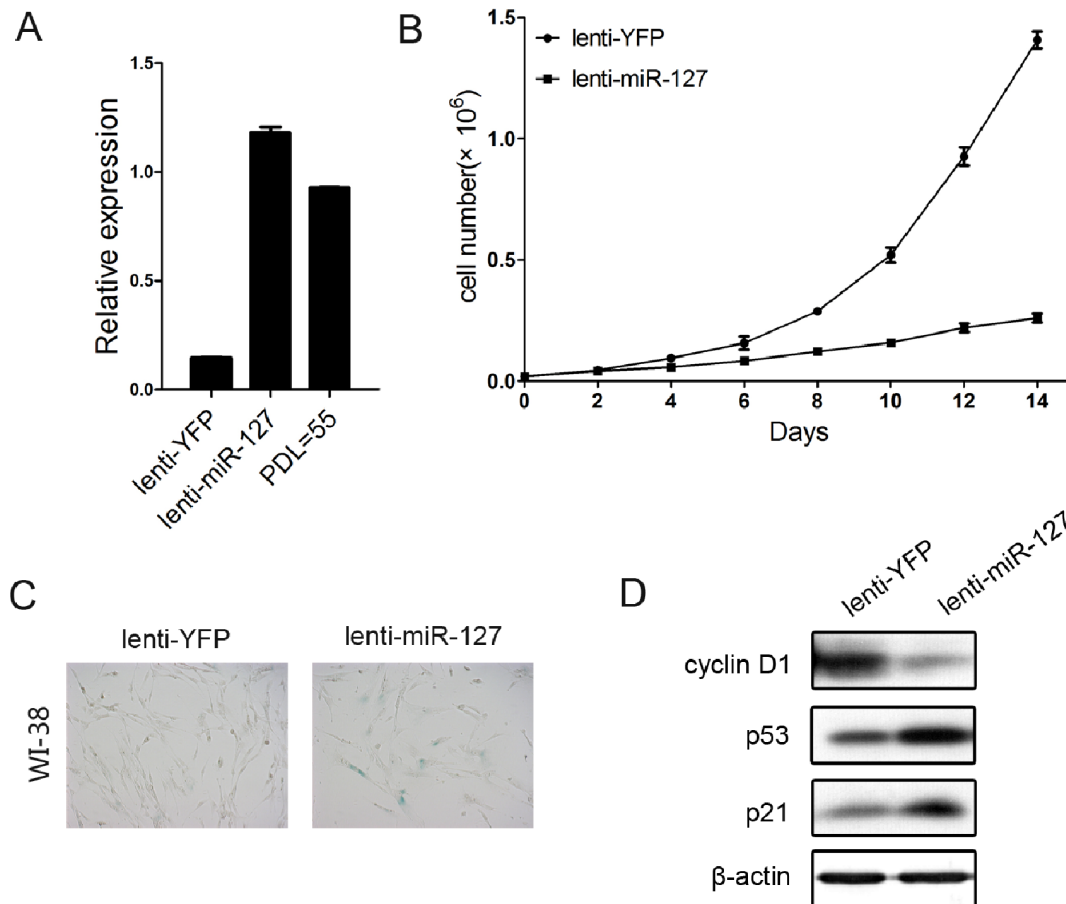 A
Relative expression
1.5
1.0
0.5
0.0
lenti-YFP
lenti-miR-127
PDL=55
B
cell number(× 10⁶)
1.5
1.0
0.5
0.0
lenti-YFP
lenti-miR-127
0 2 4 6 8 10 12 14
Days
C
lenti-YFP lenti-miR-127
WI-38
D
lenti-YFP
lenti-miR-127
cyclin D1
p53
p21
β-actin